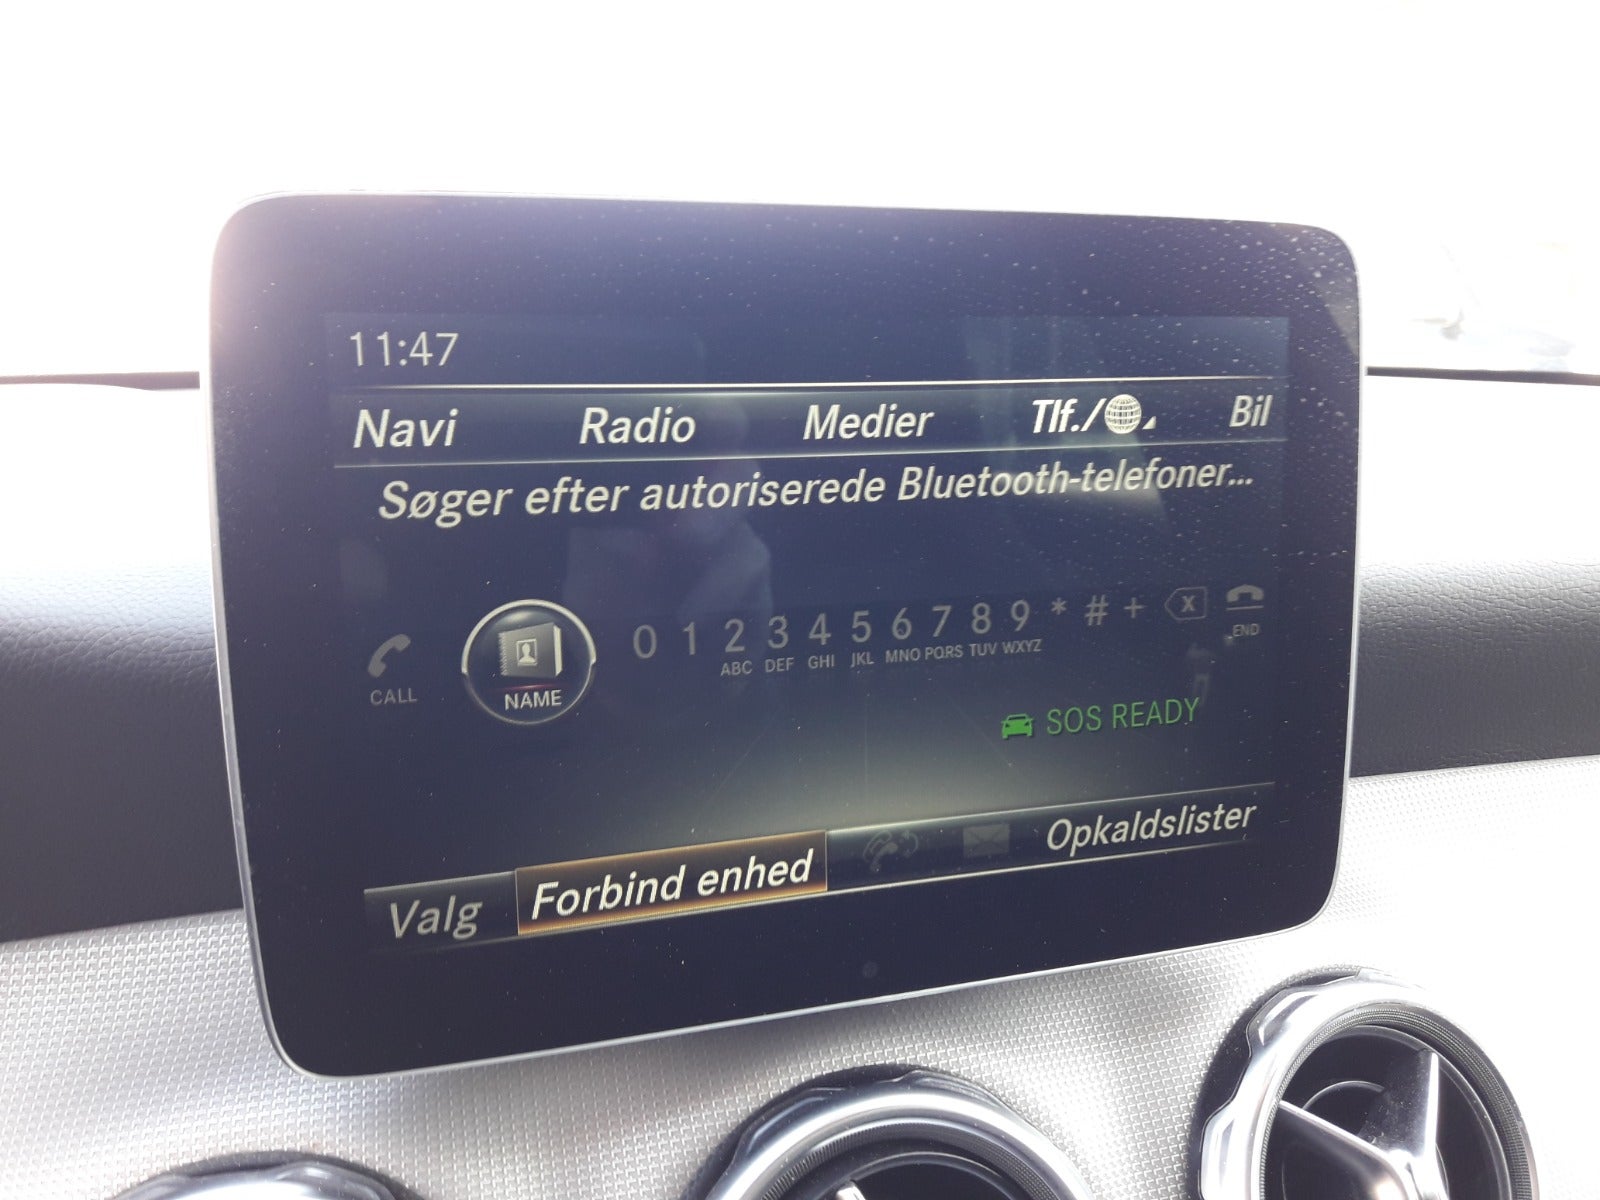 11:47
Navi Radio Medier Tlf./ Bil
Søger efter autoriserede Bluetooth-telefoner...
CALL NAME 0 1 2 3 4 5 6 7 8 9 * # + X END
ABC DEF GHI JKL MNO PQRS TUV WXYZ
SOS READY
Valg Forbind enhed Opkaldslister